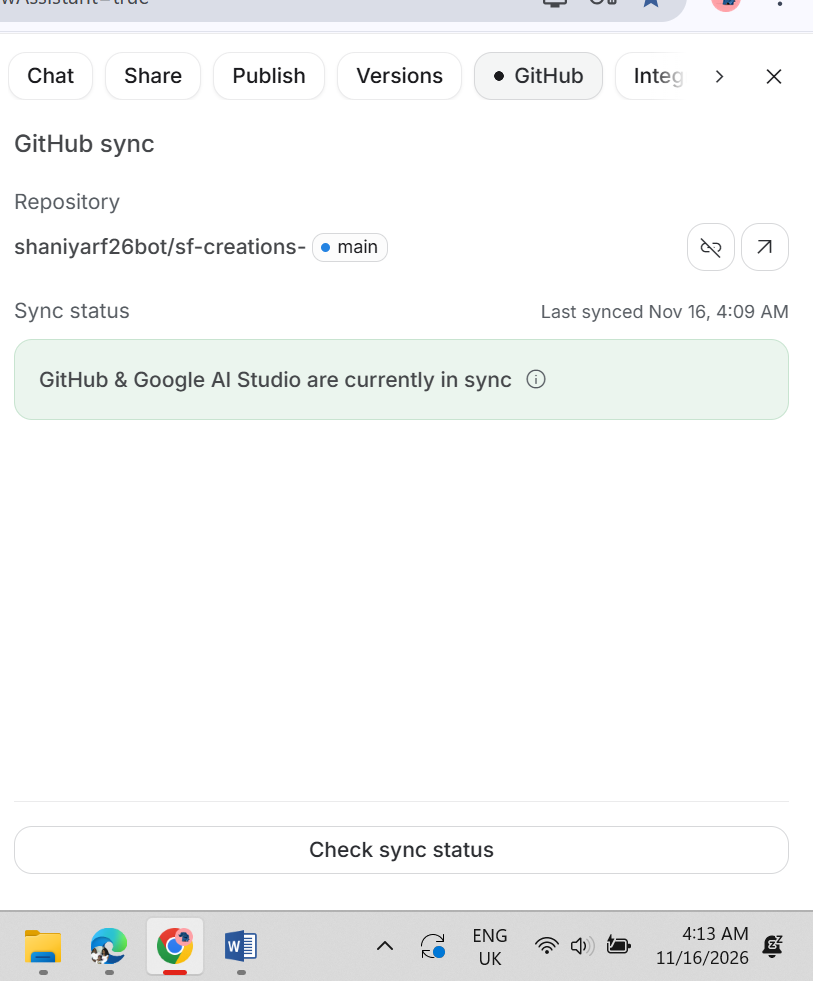 Chat Share Publish Versions GitHub Integ
GitHub sync
Repository
shaniyarf26bot/sf-creations- main
Sync status Last synced Nov 16, 4:09 AM
GitHub & Google AI Studio are currently in sync
Check sync status
ENG 4:13 AM
UK 11/16/2026